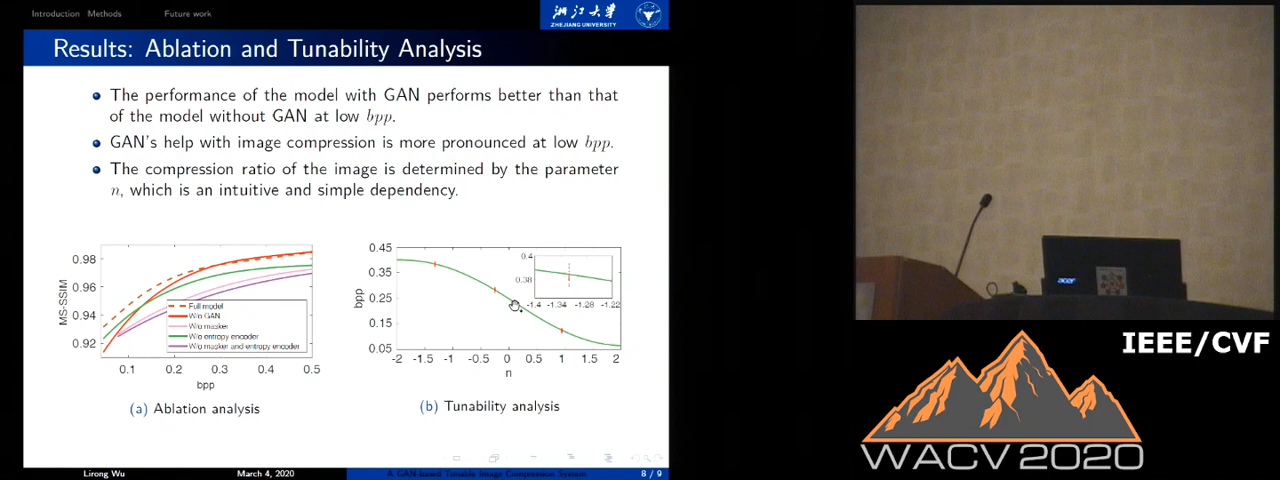 Introduction Methods Future work
浙江大学
ZHEJIANG UNIVERSITY
Results: Ablation and Tunability Analysis
The performance of the model with GAN performs better than that
of the model without GAN at low bpp.
GAN's help with image compression is more pronounced at low bpp.
The compression ratio of the image is determined by the parameter
n, which is an intuitive and simple dependency.
0.98
0.96
0.94
0.92
MS-SSIM
Full model
W/o GAN
W/o masker
W/o entropy encoder
W/o masker and entropy encoder
0.1 0.2 0.3 0.4 0.5
bpp
(a) Ablation analysis
0.45
0.35
0.25
0.15
0.05
bpp
0.4
0.38
-1.4 -1.34 -1.28 -1.22
-2 -1.5 -1 -0.5 0 0.5 1 1.5 2
n
(b) Tunability analysis
Lirong Wu March 4, 2020 A GAN-based Tunable Image Compression System 8 / 9
acer
IEEE/CVF
WACV 2020